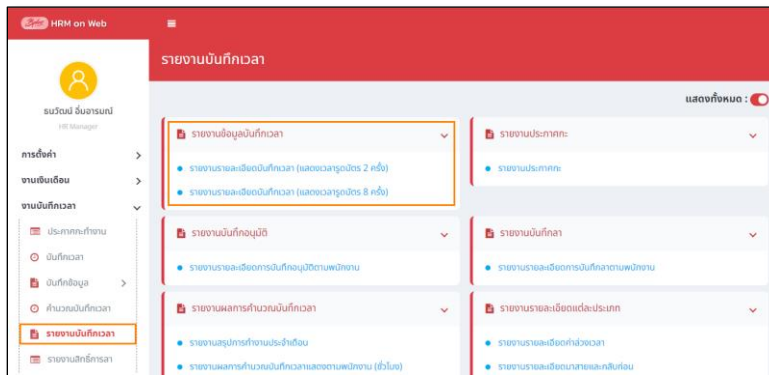 HRM on Web
รายงานบันทึกเวลา
ธนวัฒน์ อิ่มอารมณ์
HR Manager
แสดงทั้งหมด :
การตั้งค่า
งานเงินเดือน
งานบันทึกเวลา
ประกาศกะทำงาน
บันทึกเวลา
บันทึกข้อมูล
คำนวณบันทึกเวลา
รายงานบันทึกเวลา
รายงานสิทธิ์การลา
รายงานข้อมูลบันทึกเวลา
รายงานรายละเอียดบันทึกเวลา (แสดงเวลารูดบัตร 2 ครั้ง)
รายงานรายละเอียดบันทึกเวลา (แสดงเวลารูดบัตร 8 ครั้ง)
รายงานประกาศกะ
รายงานประกาศกะ
รายงานบันทึกอนุมัติ
รายงานรายละเอียดการบันทึกอนุมัติตามพนักงาน
รายงานบันทึกลา
รายงานรายละเอียดการบันทึกลาตามพนักงาน
รายงานผลการคำนวณบันทึกเวลา
รายงานสรุปการทำงานประจำเดือน
รายงานผลการคำนวณบันทึกเวลาแสดงตามพนักงาน (ชั่วโมง)
รายงานรายละเอียดแต่ละประเภท
รายงานรายละเอียดค่าล่วงเวลา
รายงานรายละเอียดมาสายและกลับก่อน